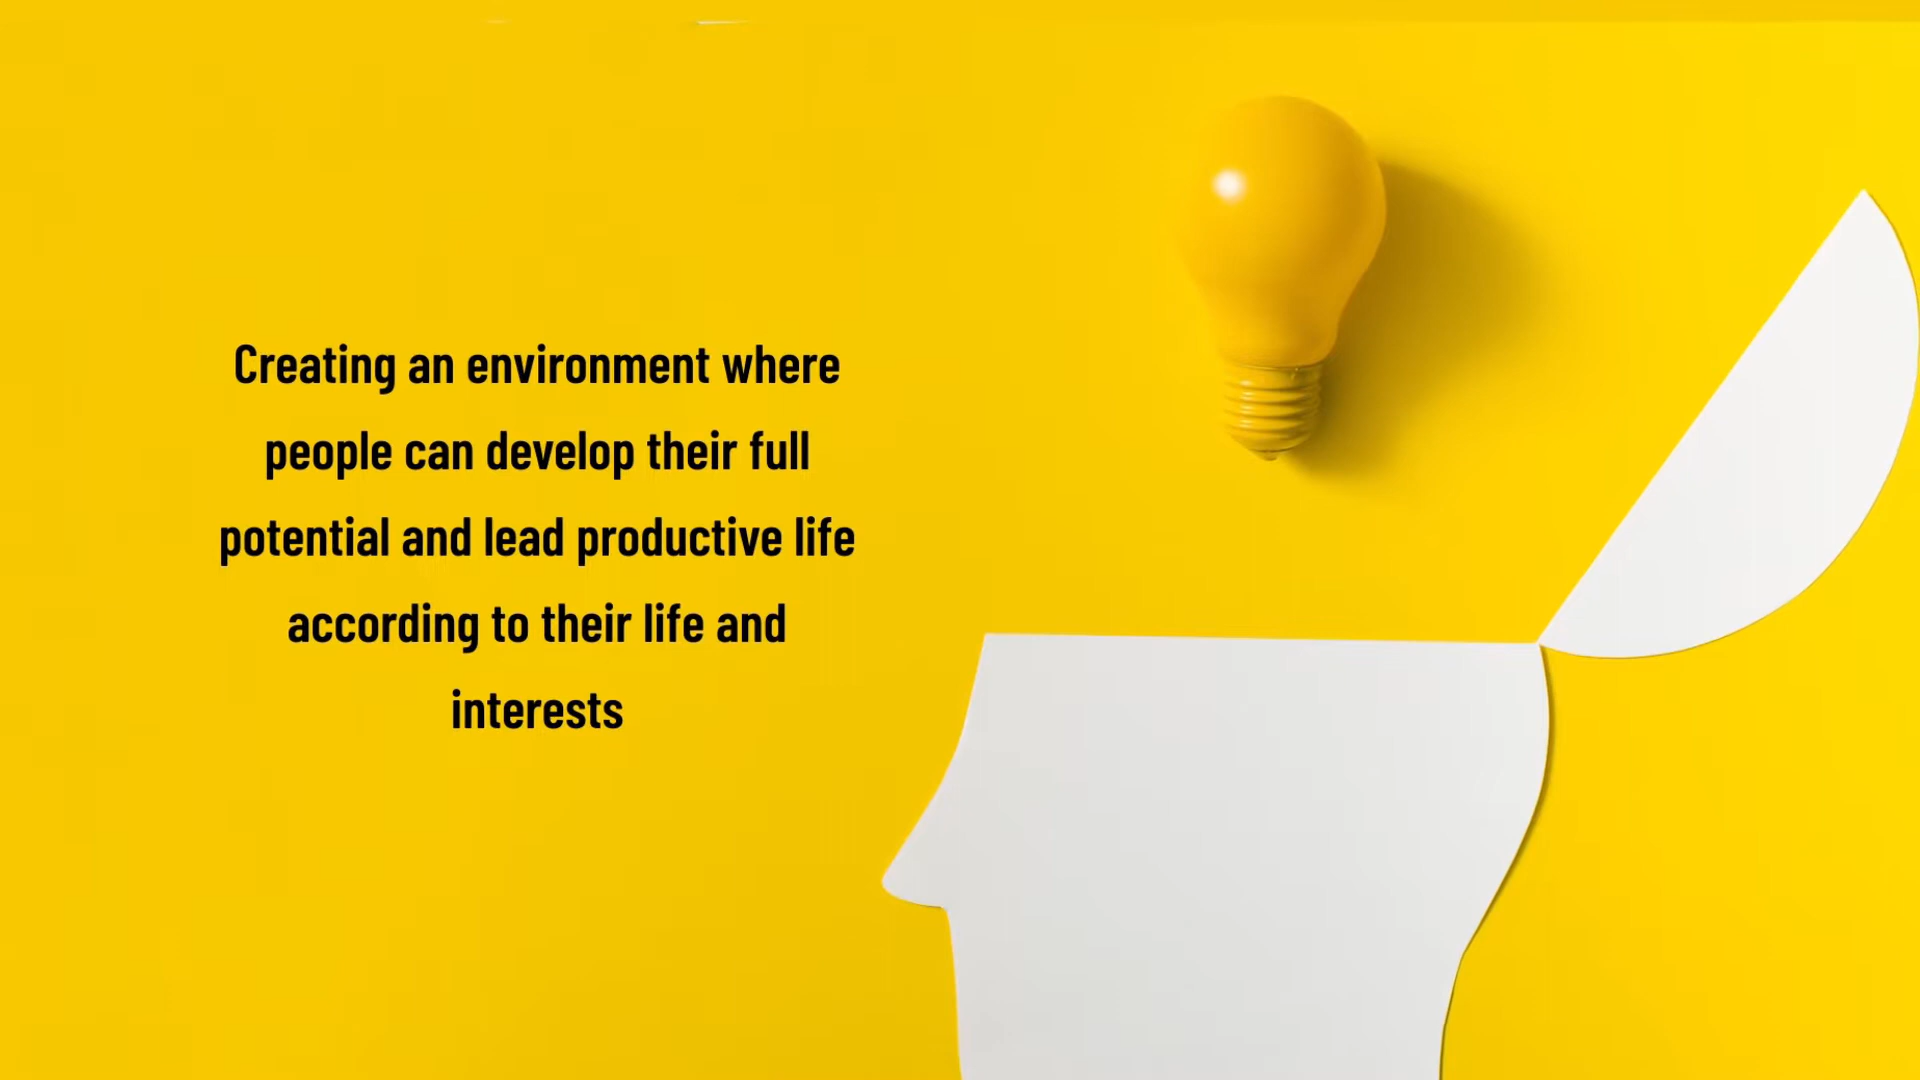 Creating an environment where
people can develop their full
potential and lead productive life
according to their life and
interests